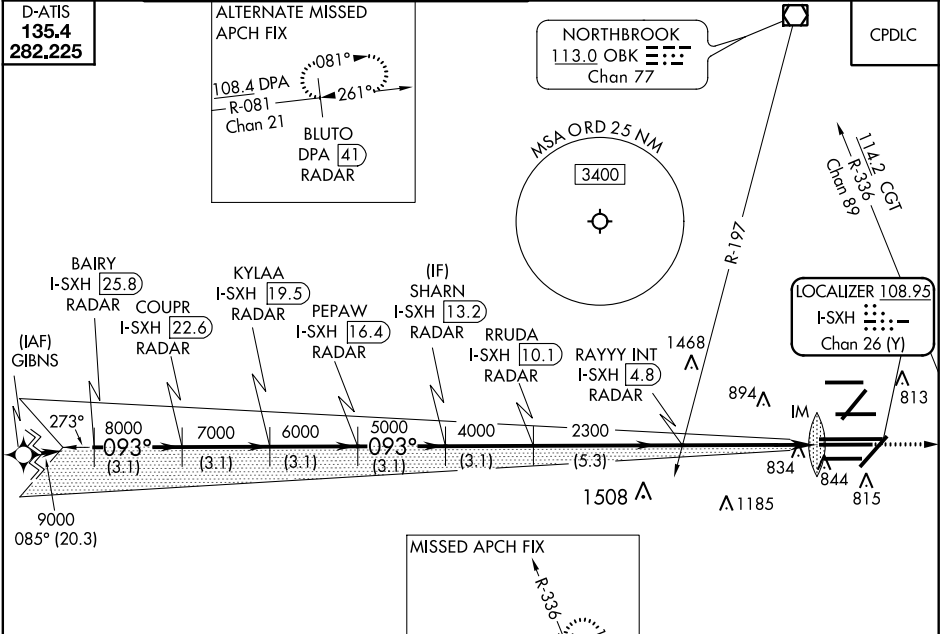 D-ATIS
135.4
282.225
ALTERNATE MISSED
APCH FIX
108.4 DPA
R-081
Chan 21
081°
261°
BLUTO
DPA 41
RADAR
NORTHBROOK
113.0 OBK
Chan 77
CPDLC
MSA ORD 25 NM
3400
R-197
114.2 CGT
R-336
Chan 89
LOCALIZER 108.95
I-SXH
Chan 26 (Y)
(IAF)
GIBNS
BAIRY
I-SXH 25.8
RADAR
COUPR
I-SXH 22.6
RADAR
KYLAA
I-SXH 19.5
RADAR
PEPAW
I-SXH 16.4
RADAR
(IF)
SHARN
I-SXH 13.2
RADAR
RRUDA
I-SXH 10.1
RADAR
RAYYY INT
I-SXH 4.8
RADAR
1468
894
IM
813
273°
8000
093°
(3.1)
7000
(3.1)
6000
(3.1)
5000
093°
(3.1)
4000
(3.1)
2300
(5.3)
834
844
815
1508
1185
9000
085° (20.3)
MISSED APCH FIX
R-336